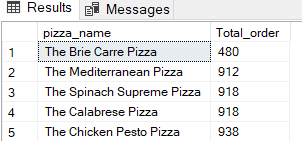 Results Messages
pizza_name Total_order
1 The Brie Carre Pizza 480
2 The Mediterranean Pizza 912
3 The Spinach Supreme Pizza 918
4 The Calabrese Pizza 918
5 The Chicken Pesto Pizza 938